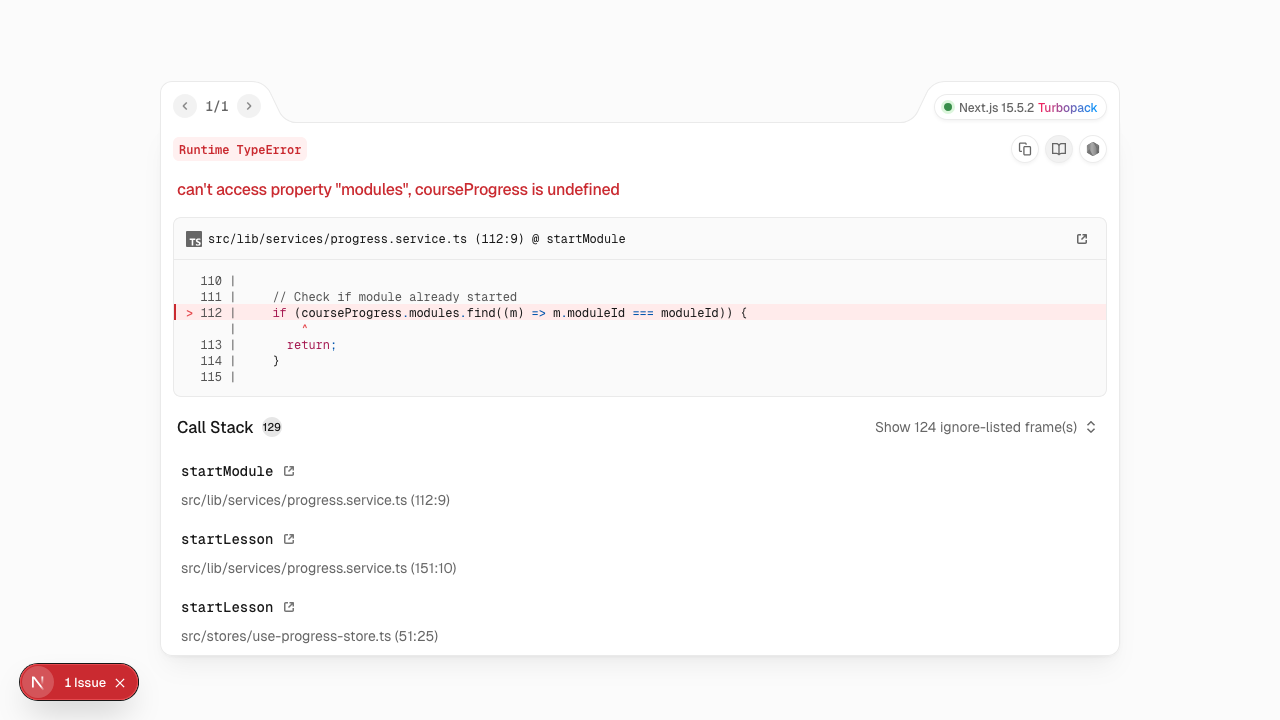 1/1
Next.js 15.5.2 Turbopack
Runtime TypeError
can't access property "modules", courseProgress is undefined
TS src/lib/services/progress.service.ts (112:9) @ startModule
110 |
111 |     // Check if module already started
> 112 |     if (courseProgress.modules.find((m) => m.moduleId === moduleId)) {
|         ^
113 |       return;
114 |     }
115 |
Call Stack 129
Show 124 ignore-listed frame(s)
startModule
src/lib/services/progress.service.ts (112:9)
startLesson
src/lib/services/progress.service.ts (151:10)
startLesson
src/stores/use-progress-store.ts (51:25)
N 1 Issue